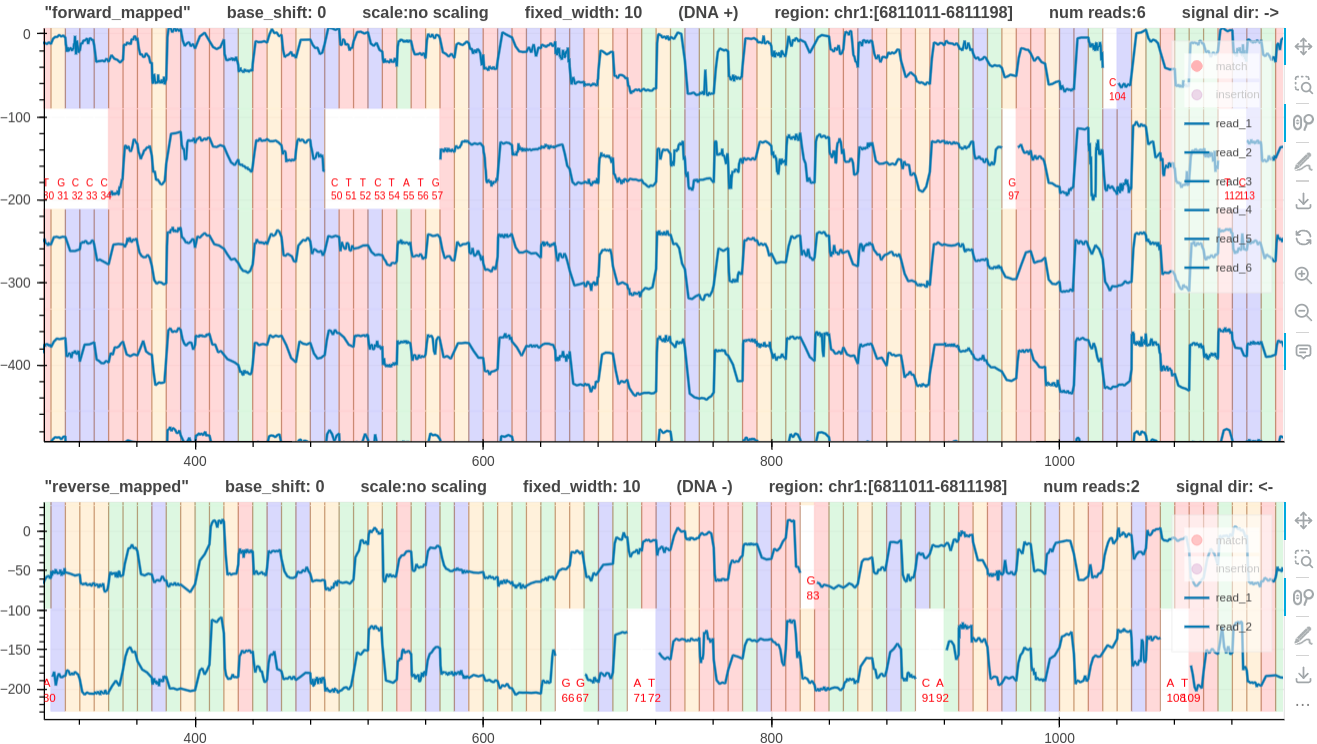 "forward_mapped" base_shift: 0 scale:no scaling fixed_width: 10 (DNA +) region: chr1:[6811011-6811198] num reads:6 signal dir: ->
0
−100
−200
−300
−400
match
insertion
read_1
read_2
read_3
read_4
read_5
read_6
C
104
T G C C C
30 31 32 33 34
C T T C T A T G
50 51 52 53 54 55 56 57
G
97
112 113
400 600 800 1000
"reverse_mapped" base_shift: 0 scale:no scaling fixed_width: 10 (DNA -) region: chr1:[6811011-6811198] num reads:2 signal dir: <-
0
−50
−100
−150
−200
match
insertion
read_1
read_2
G
83
A
30
G G
66 67
A T
71 72
C A
91 92
A T
108 109
400 600 800 1000